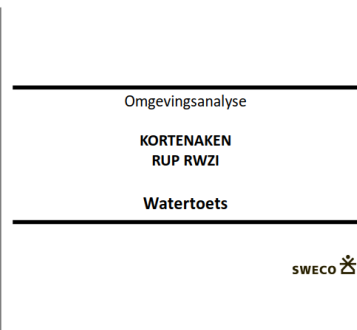 Omgevingsanalyse
KORTENAKEN
RUP RWZI
Watertoets
SWECO